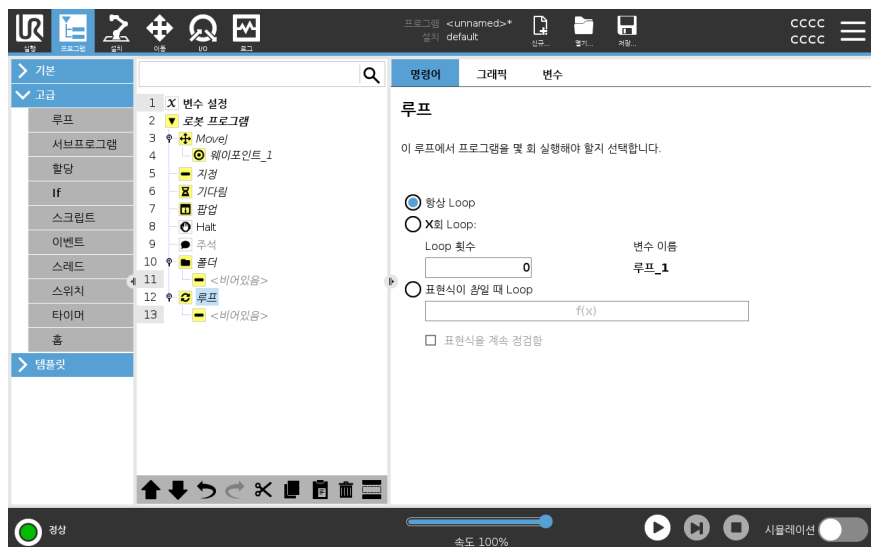 UR
프로그램 <unnamed>*
설치 default
실행
프로그램
설치
이동
I/O
로그
신규...
열기...
저장...
CCCC
CCCC
기본
고급
루프
서브프로그램
할당
If
스크립트
이벤트
스레드
스위치
타이머
홈
템플릿
1 X 변수 설정
2 로봇 프로그램
3 MoveJ
4 웨이포인트_1
5 지정
6 기다림
7 팝업
8 Halt
9 주석
10 폴더
11 <비어있음>
12 루프
13 <비어있음>
명령어 그래픽 변수
루프
이 루프에서 프로그램을 몇 회 실행해야 할지 선택합니다.
항상 Loop
X회 Loop:
Loop 횟수 변수 이름
0 루프_1
표현식이 참일 때 Loop
f(x)
표현식을 계속 점검함
정상
속도 100%
시뮬레이션